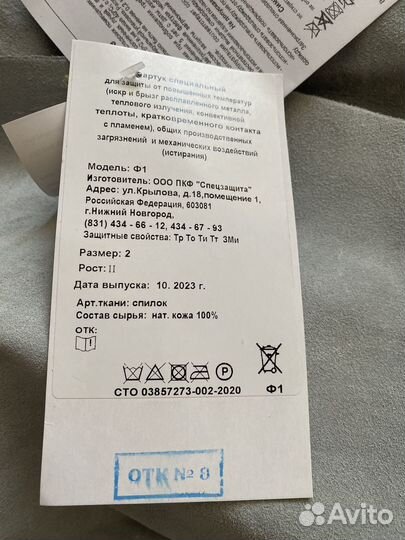 Фартук специальный
для защиты от повышенных температур
(искр и брызг расплавленного металла,
теплового излучения, конвективной
теплоты, кратковременного контакта
с пламенем), общих производственных
загрязнений и механических воздействий
(истирания)
Модель: Ф1
Изготовитель: ООО ПКФ "Спецзащита"
Адрес: ул.Крылова, д.18,помещение 1,
Российская Федерация, 603081
г.Нижний Новгород,
(831) 434 - 66 - 12, 434 - 67 - 93
Защитные свойства: Тр То Ти Тт ЗМи
Размер: 2
Рост: II
Дата выпуска: 10. 2023 г.
Арт.ткани: спилок
Состав сырья: нат. кожа 100%
ОТК:
P
СТО 03857273-002-2020 Ф1
ОТК № 8
Avito